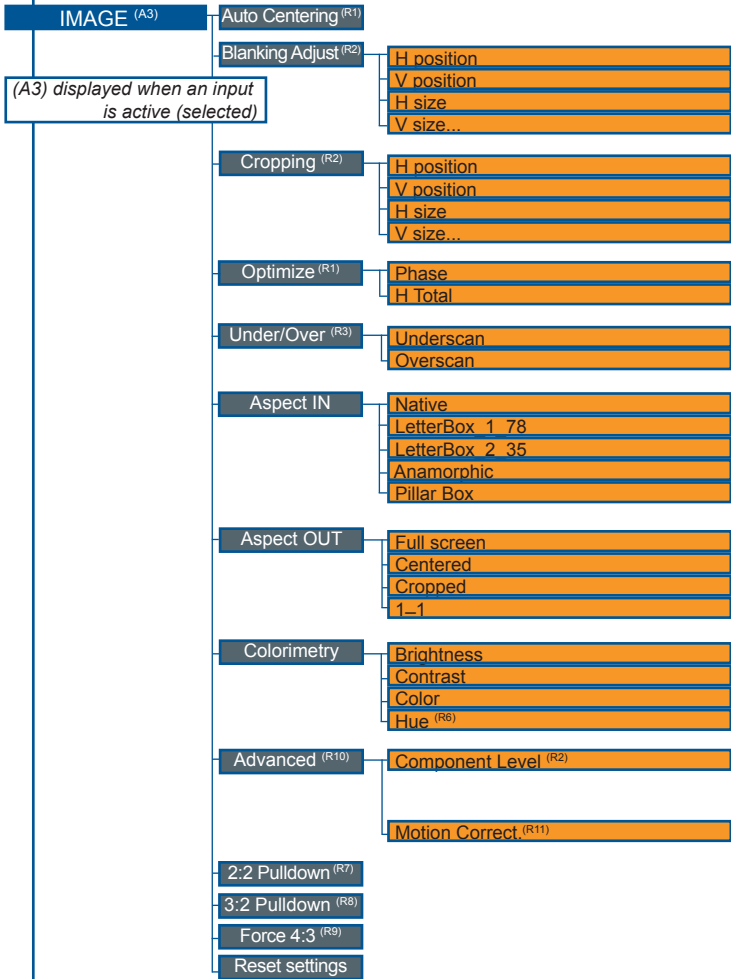 IMAGE (A3)
Auto Centering (R1)
Blanking Adjust (R2)
H position
V position
H size
V size...
(A3) displayed when an input
is active (selected)
Cropping (R2)
H position
V position
H size
V size...
Optimize (R1)
Phase
H Total
Under/Over (R3)
Underscan
Overscan
Aspect IN
Native
LetterBox_1_78
LetterBox_2_35
Anamorphic
Pillar Box
Aspect OUT
Full screen
Centered
Cropped
1–1
Colorimetry
Brightness
Contrast
Color
Hue (R6)
Advanced (R10)
Component Level (R2)
Motion Correct.(R11)
2:2 Pulldown (R7)
3:2 Pulldown (R8)
Force 4:3 (R9)
Reset settings